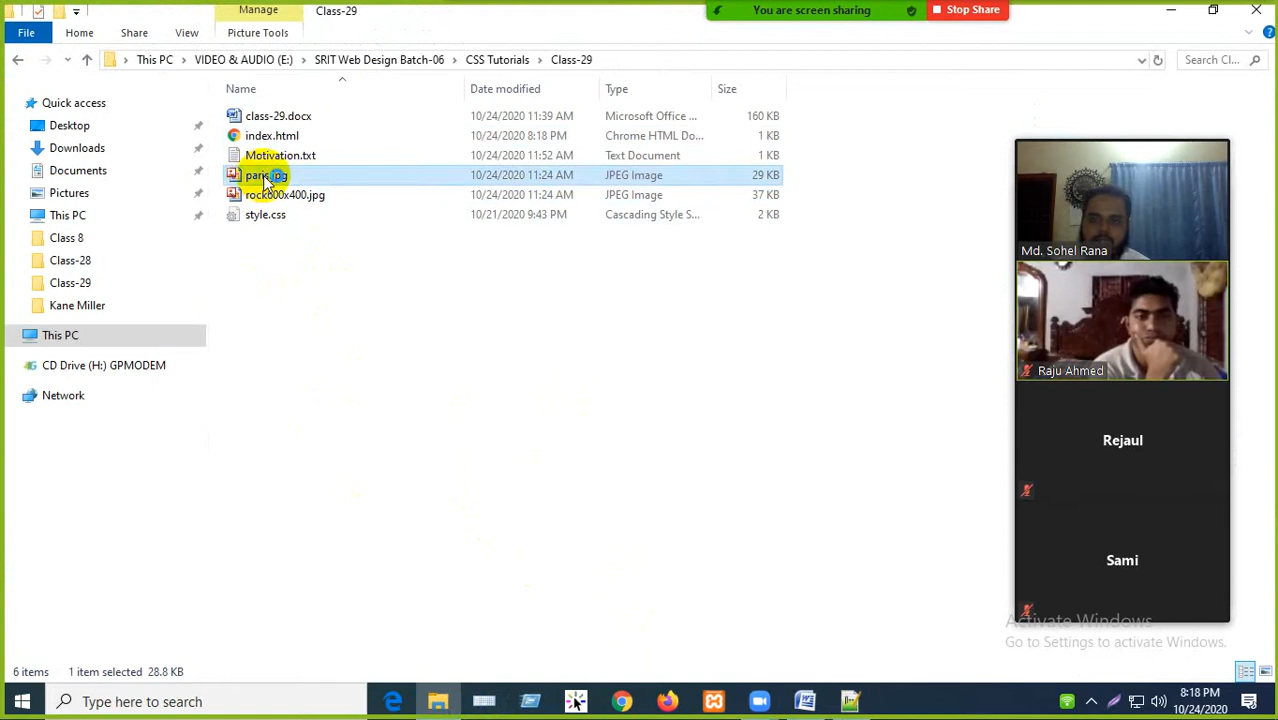 Manage
Class-29
You are screen sharing
Stop Share
File
Home
Share
View
Picture Tools
This PC
VIDEO & AUDIO (E:)
SRIT Web Design Batch-06
CSS Tutorials
Class-29
Search Cl...
Name
Date modified
Type
Size
Quick access
Desktop
Downloads
Documents
Pictures
This PC
Class 8
Class-28
Class-29
Kane Miller
This PC
CD Drive (H:) GPMODEM
Network
class-29.docx 10/24/2020 11:39 AM Microsoft Office ... 160 KB
index.html 10/24/2020 8:18 PM Chrome HTML Do... 1 KB
Motivation.txt 10/24/2020 11:52 AM Text Document 1 KB
paris.jpg 10/24/2020 11:24 AM JPEG Image 29 KB
rock600x400.jpg 10/24/2020 11:24 AM JPEG Image 37 KB
style.css 10/21/2020 9:43 PM Cascading Style S... 2 KB
Md. Sohel Rana
Raju Ahmed
Rejaul
Sami
Activate Windows
Go to Settings to activate Windows.
6 items
1 item selected 28.8 KB
Type here to search
8:18 PM
10/24/2020